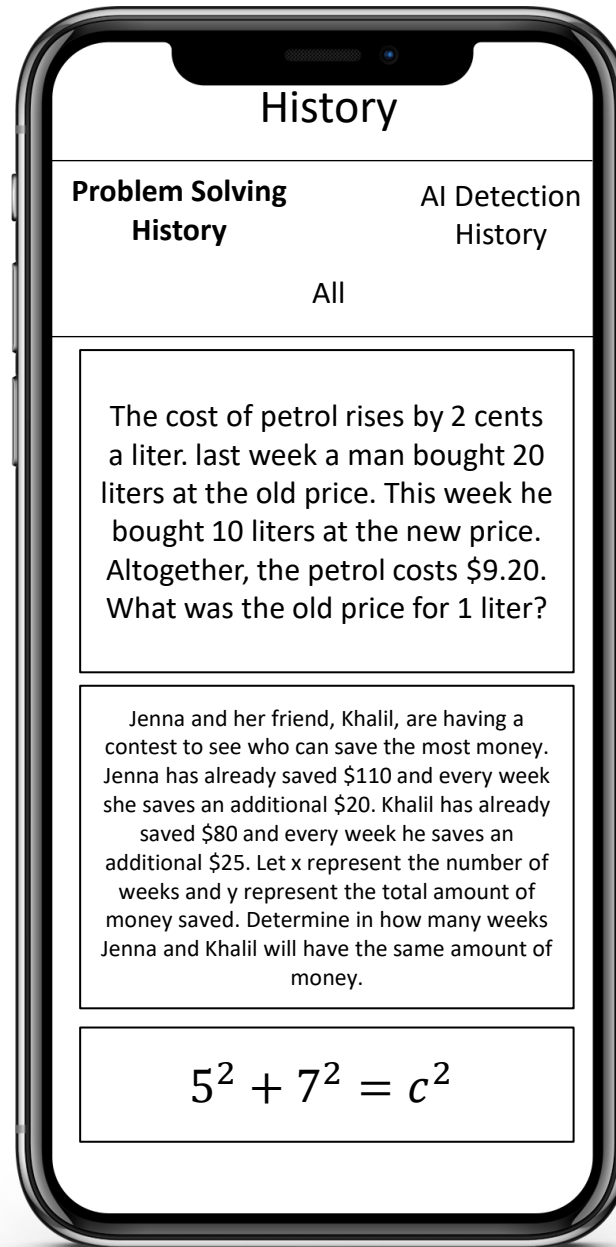 History
Problem Solving
History
AI Detection
History
All
The cost of petrol rises by 2 cents
a liter. last week a man bought 20
liters at the old price. This week he
bought 10 liters at the new price.
Altogether, the petrol costs $9.20.
What was the old price for 1 liter?
Jenna and her friend, Khalil, are having a
contest to see who can save the most money.
Jenna has already saved $110 and every week
she saves an additional $20. Khalil has already
saved $80 and every week he saves an
additional $25. Let x represent the number of
weeks and y represent the total amount of
money saved. Determine in how many weeks
Jenna and Khalil will have the same amount of
money.
5² + 7² = c²